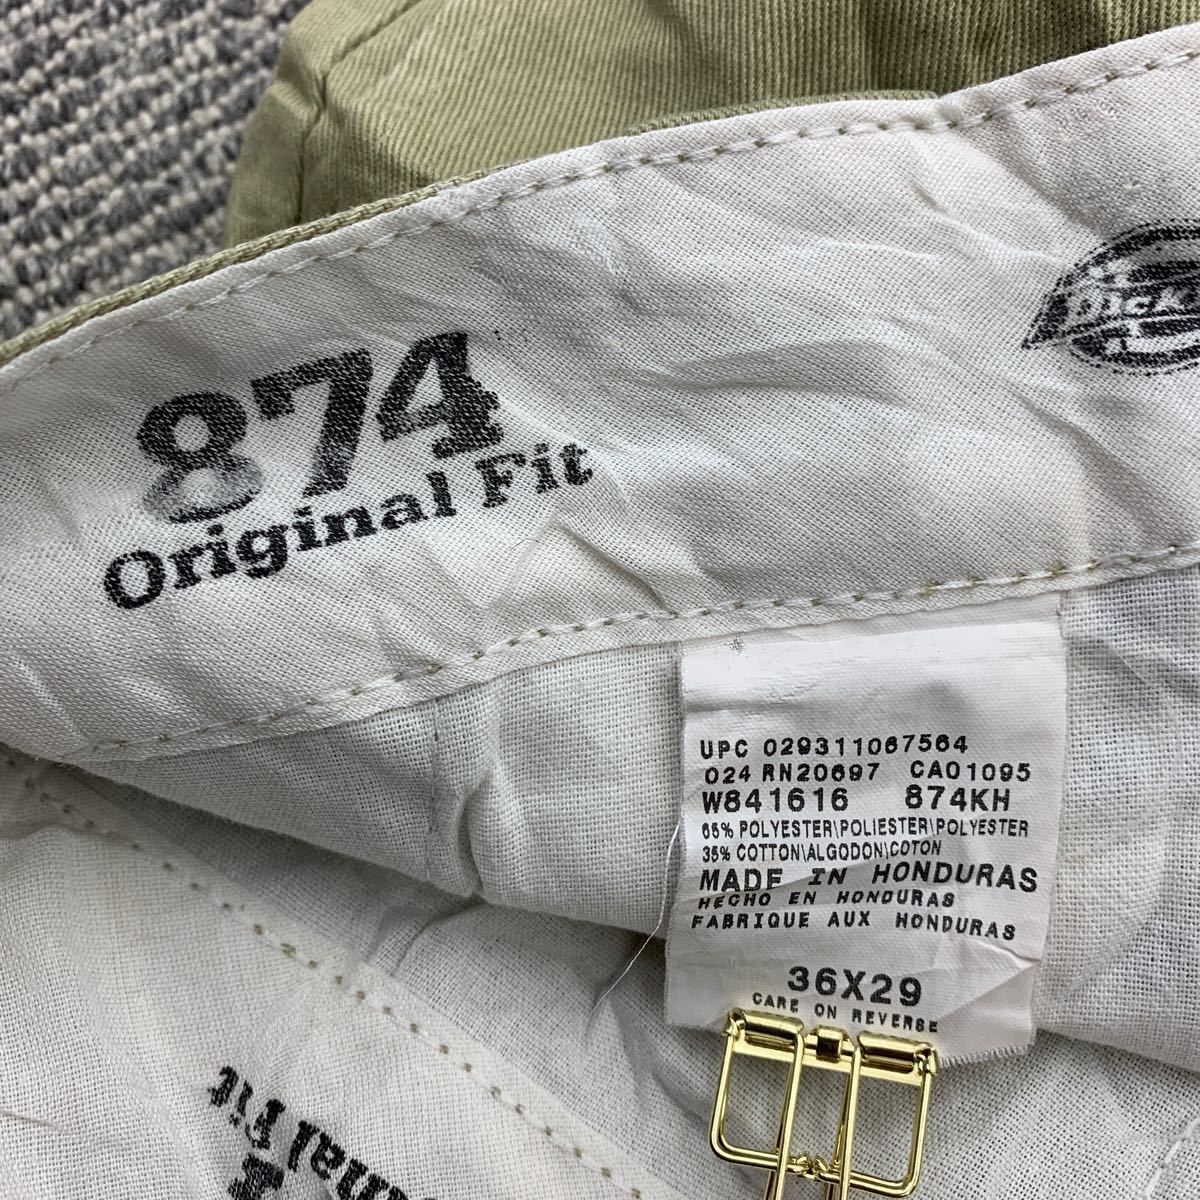 874
Original Fit
UPC 029311067564
024 RN20697 CA01095
W841616 874KH
65% POLYESTER\POLIESTER\POLYESTER
35% COTTON\ALGODON\COTON
MADE IN HONDURAS
HECHO EN HONDURAS
FABRIQUE AUX HONDURAS
36X29
CARE ON REVERSE
Fit